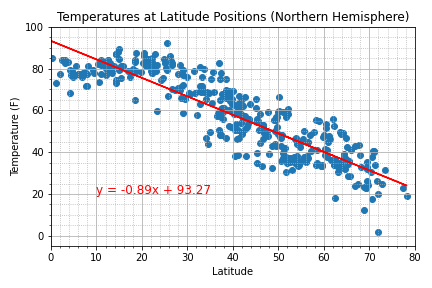 Temperatures at Latitude Positions (Northern Hemisphere)
100
80
60
40
20
0
Temperature (F)
y = -0.89x + 93.27
0 10 20 30 40 50 60 70 80
Latitude